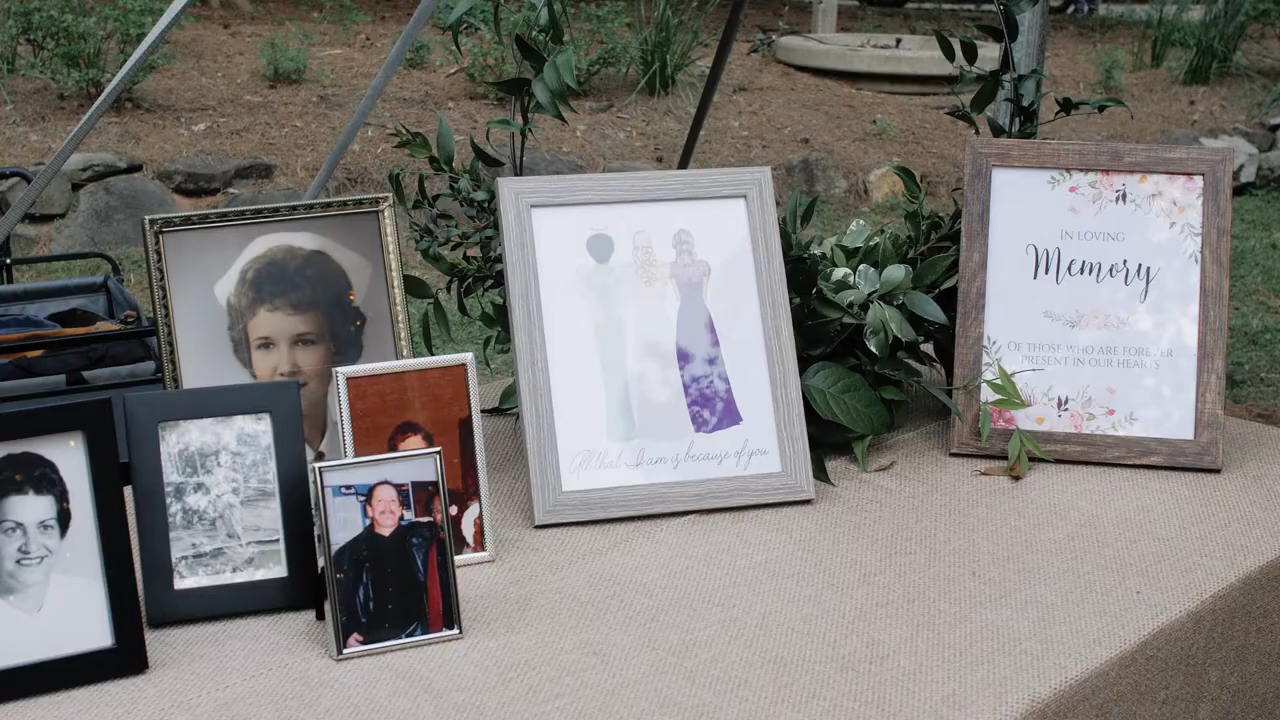 All that I am is because of you
IN LOVING
Memory
OF THOSE WHO ARE FOREVER
PRESENT IN OUR HEARTS